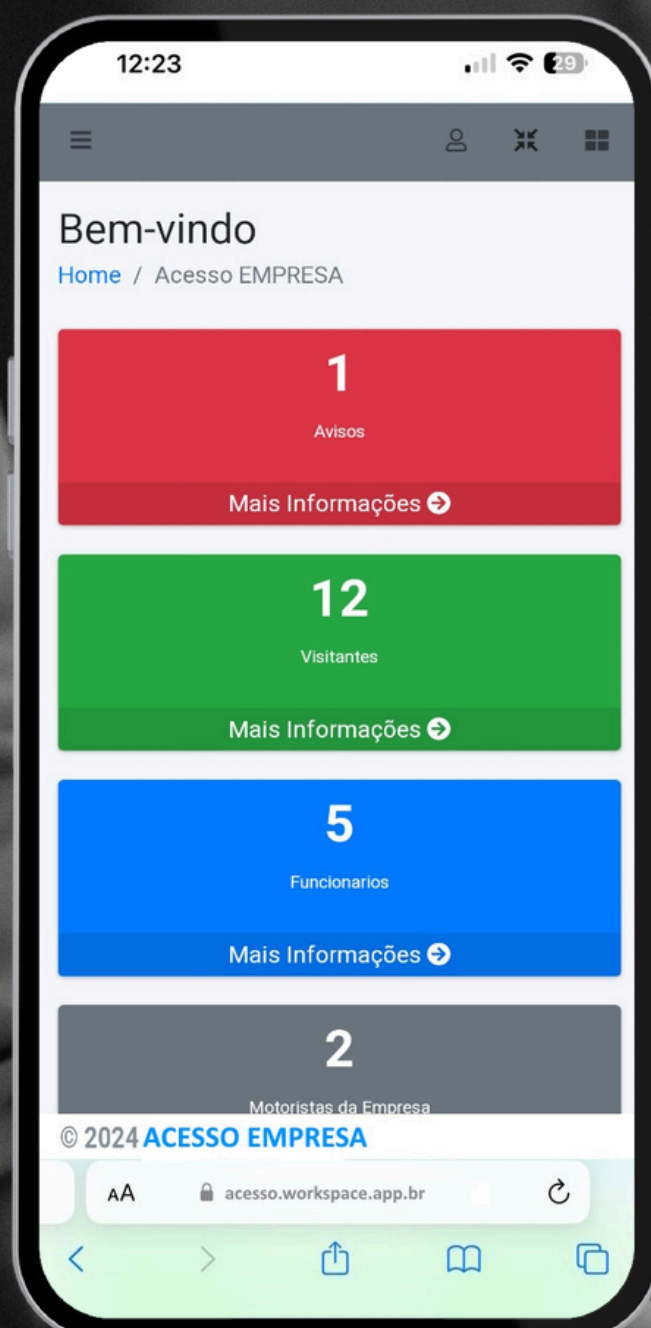 12:23
29
Bem-vindo
Home / Acesso EMPRESA
1
Avisos
Mais Informações
12
Visitantes
Mais Informações
5
Funcionarios
Mais Informações
2
Motoristas da Empresa
© 2024 ACESSO EMPRESA
AA acesso.workspace.app.br